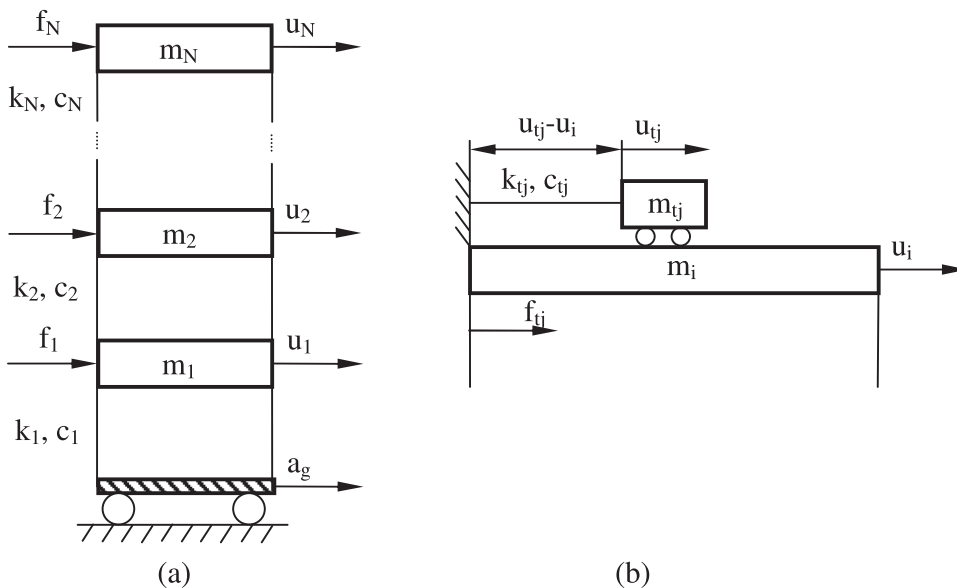 f_N
u_N
m_N
k_N, c_N
f_2
u_2
m_2
k_2, c_2
f_1
u_1
m_1
k_1, c_1
a_g
(a)
u_tj-u_i
u_tj
k_tj, c_tj
m_tj
m_i
u_i
f_tj
(b)